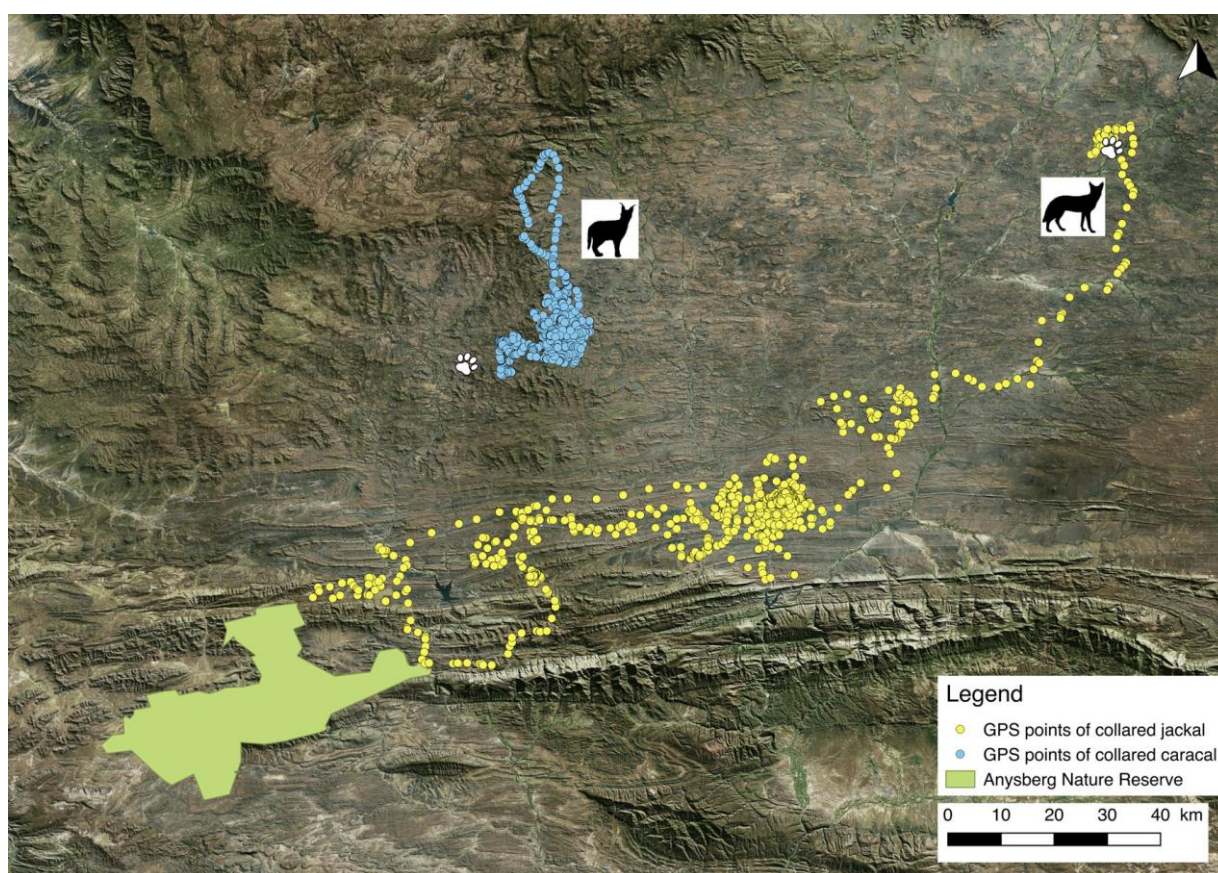 Legend
GPS points of collared jackal
GPS points of collared caracal
Anysberg Nature Reserve
0 10 20 30 40 km